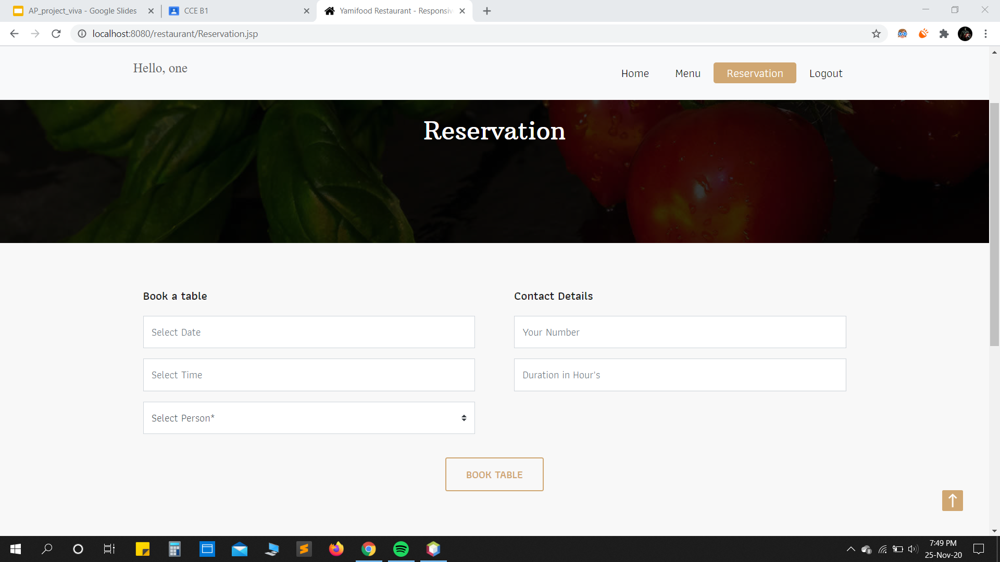 AP_project_viva - Google Slides
CCE B1
Yamifood Restaurant - Responsiv
localhost:8080/restaurant/Reservation.jsp
Hello, one
Home
Menu
Reservation
Logout
Reservation
Book a table
Contact Details
Select Date
Your Number
Select Time
Duration in Hour's
Select Person*
BOOK TABLE
7:49 PM
25-Nov-20